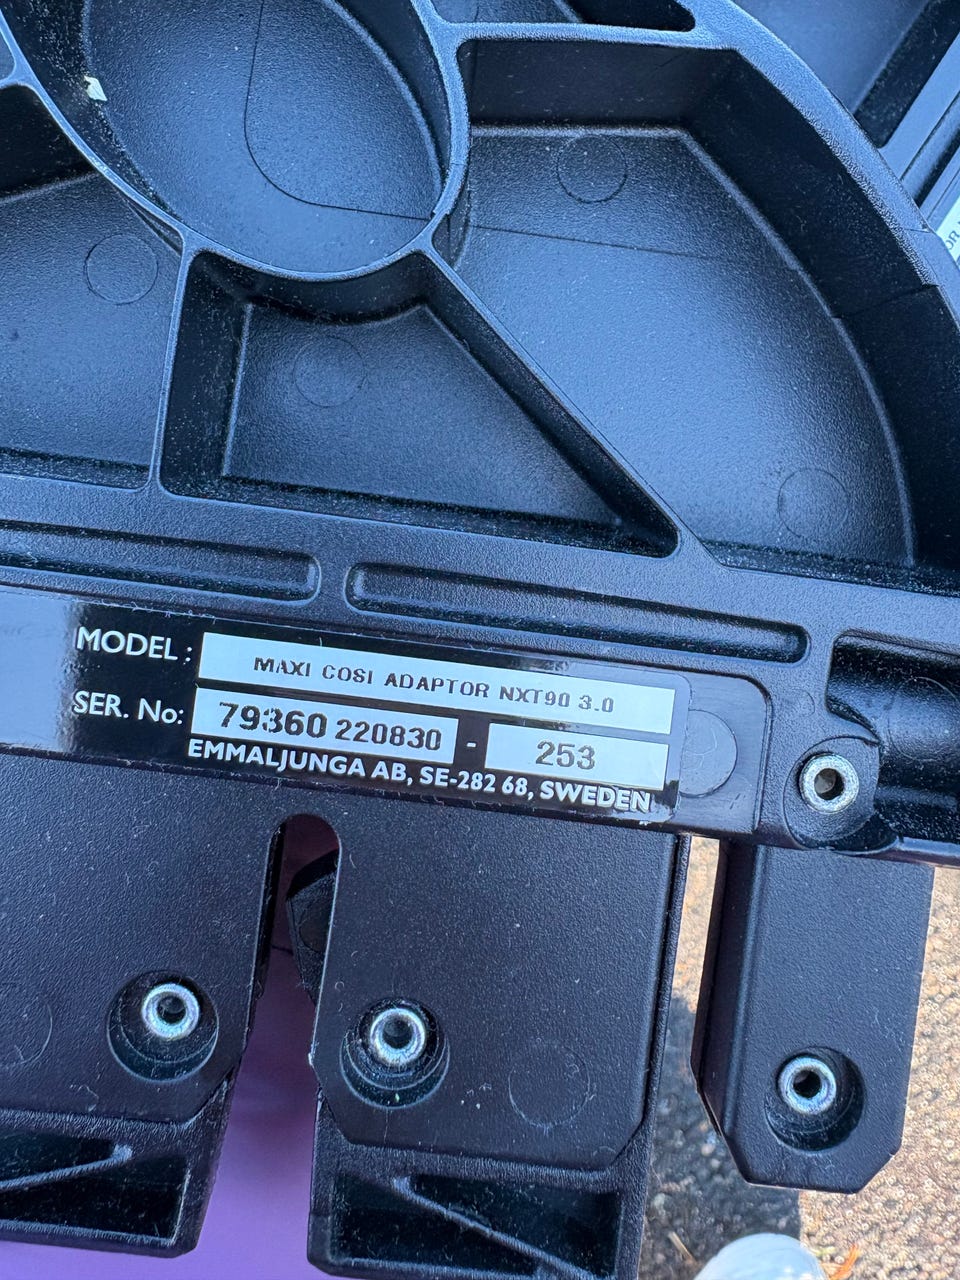 MODEL : MAXI COSI ADAPTOR NXT90 3.0
SER. No: 79360 220830 - 253
EMMALJUNGA AB, SE-282 68, SWEDEN